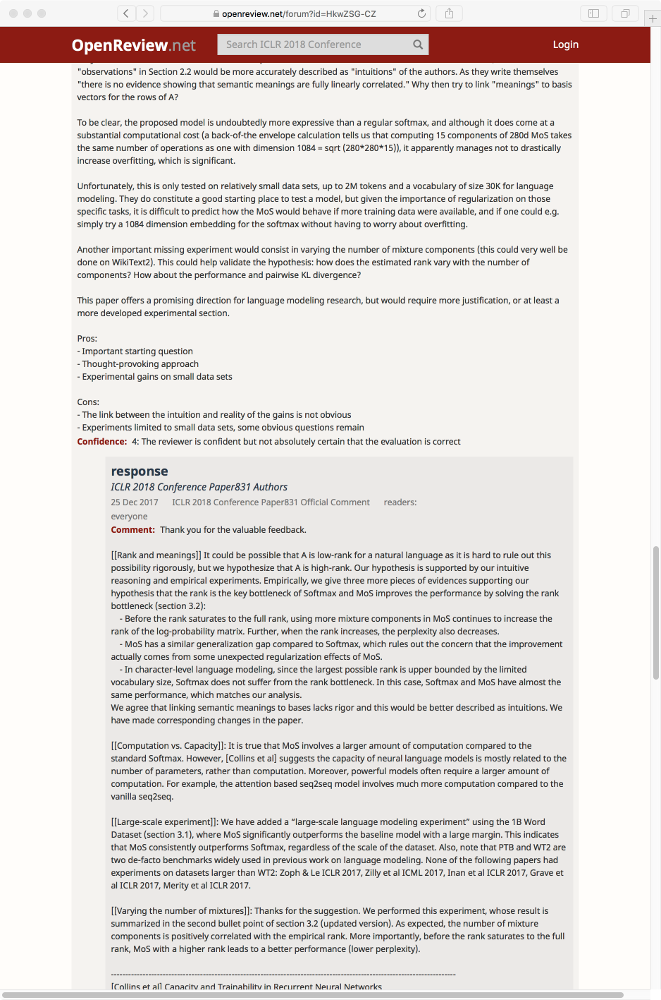 openreview.net/forum?id=HkwZSG-CZ
OpenReview.net
Search ICLR 2018 Conference
Login
"observations" in Section 2.2 would be more accurately described as "intuitions" of the authors. As they write themselves
"there is no evidence showing that semantic meanings are fully linearly correlated." Why then try to link "meanings" to basis
vectors for the rows of A?
To be clear, the proposed model is undoubtedly more expressive than a regular softmax, and although it does come at a
substantial computational cost (a back-of-the envelope calculation tells us that computing 15 components of 280d MoS takes
the same number of operations as one with dimension 1084 = sqrt (280*280*15)), it apparently manages not to drastically
increase overfitting, which is significant.
Unfortunately, this is only tested on relatively small data sets, up to 2M tokens and a vocabulary of size 30K for language
modeling. They do constitute a good starting place to test a model, but given the importance of regularization on those
specific tasks, it is difficult to predict how the MoS would behave if more training data were available, and if one could e.g.
simply try a 1084 dimension embedding for the softmax without having to worry about overfitting.
Another important missing experiment would consist in varying the number of mixture components (this could very well be
done on WikiText2). This could help validate the hypothesis: how does the estimated rank vary with the number of
components? How about the performance and pairwise KL divergence?
This paper offers a promising direction for language modeling research, but would require more justification, or at least a
more developed experimental section.
Pros:
- Important starting question
- Thought-provoking approach
- Experimental gains on small data sets
Cons:
- The link between the intuition and reality of the gains is not obvious
- Experiments limited to small data sets, some obvious questions remain
Confidence: 4: The reviewer is confident but not absolutely certain that the evaluation is correct
response
ICLR 2018 Conference Paper831 Authors
25 Dec 2017 ICLR 2018 Conference Paper831 Official Comment readers:
everyone
Comment: Thank you for the valuable feedback.
[[Rank and meanings]] It could be possible that A is low-rank for a natural language as it is hard to rule out this
possibility rigorously, but we hypothesize that A is high-rank. Our hypothesis is supported by our intuitive
reasoning and empirical experiments. Empirically, we give three more pieces of evidences supporting our
hypothesis that the rank is the key bottleneck of Softmax and MoS improves the performance by solving the rank
bottleneck (section 3.2):
- Before the rank saturates to the full rank, using more mixture components in MoS continues to increase the
rank of the log-probability matrix. Further, when the rank increases, the perplexity also decreases.
- MoS has a similar generalization gap compared to Softmax, which rules out the concern that the improvement
actually comes from some unexpected regularization effects of MoS.
- In character-level language modeling, since the largest possible rank is upper bounded by the limited
vocabulary size, Softmax does not suffer from the rank bottleneck. In this case, Softmax and MoS have almost the
same performance, which matches our analysis.
We agree that linking semantic meanings to bases lacks rigor and this would be better described as intuitions. We
have made corresponding changes in the paper.
[[Computation vs. Capacity]]: It is true that MoS involves a larger amount of computation compared to the
standard Softmax. However, [Collins et al] suggests the capacity of neural language models is mostly related to the
number of parameters, rather than computation. Moreover, powerful models often require a larger amount of
computation. For example, the attention based seq2seq model involves much more computation compared to the
vanilla seq2seq.
[[Large-scale experiment]]: We have added a “large-scale language modeling experiment” using the 1B Word
Dataset (section 3.1), where MoS significantly outperforms the baseline model with a large margin. This indicates
that MoS consistently outperforms Softmax, regardless of the scale of the dataset. Also, note that PTB and WT2 are
two de-facto benchmarks widely used in previous work on language modeling. None of the following papers had
experiments on datasets larger than WT2: Zoph & Le ICLR 2017, Zilly et al ICML 2017, Inan et al ICLR 2017, Grave et
al ICLR 2017, Merity et al ICLR 2017.
[[Varying the number of mixtures]]: Thanks for the suggestion. We performed this experiment, whose result is
summarized in the second bullet point of section 3.2 (updated version). As expected, the number of mixture
components is positively correlated with the empirical rank. More importantly, before the rank saturates to the full
rank, MoS with a higher rank leads to a better performance (lower perplexity).
[Collins et al] Capacity and Trainability in Recurrent Neural Networks